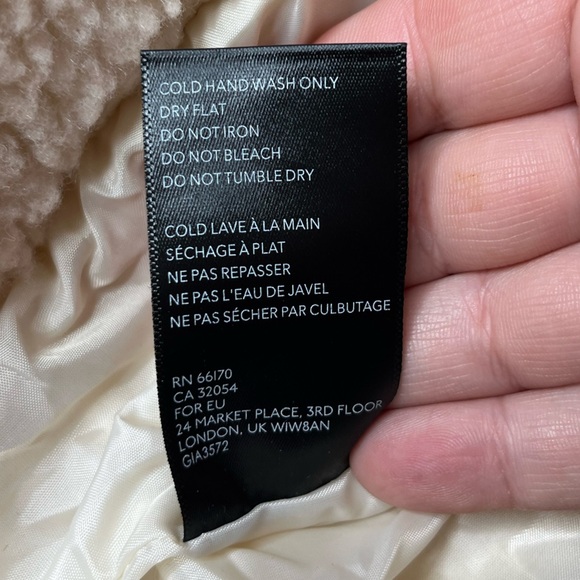 COLD HAND WASH ONLY
DRY FLAT
DO NOT IRON
DO NOT BLEACH
DO NOT TUMBLE DRY
COLD LAVE À LA MAIN
SÉCHAGE À PLAT
NE PAS REPASSER
NE PAS L'EAU DE JAVEL
NE PAS SÉCHER PAR CULBUTAGE
RN 66170
CA 32054
FOR EU
24 MARKET PLACE, 3RD FLOOR
LONDON, UK W1W8AN
GIA3572